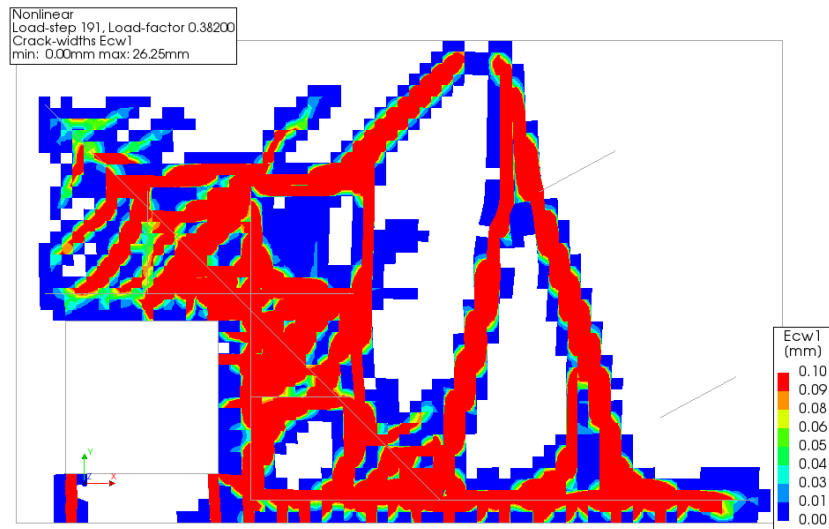 Nonlinear
Load-step 191, Load-factor 0.38200
Crack-widths Ecw1
min: 0.00mm max: 26.25mm
Ecw1
(mm)
0.10
0.09
0.08
0.06
0.05
0.04
0.03
0.01
0.00
Y
Z
X